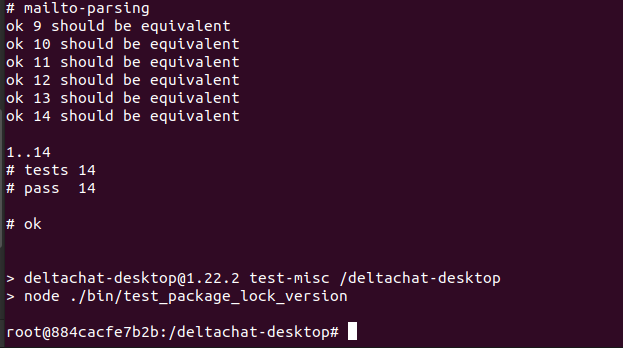 # mailto-parsing
ok 9 should be equivalent
ok 10 should be equivalent
ok 11 should be equivalent
ok 12 should be equivalent
ok 13 should be equivalent
ok 14 should be equivalent
1..14
# tests 14
# pass  14
# ok
> deltachat-desktop@1.22.2 test-misc /deltachat-desktop
> node ./bin/test_package_lock_version
root@884cacfe7b2b:/deltachat-desktop#